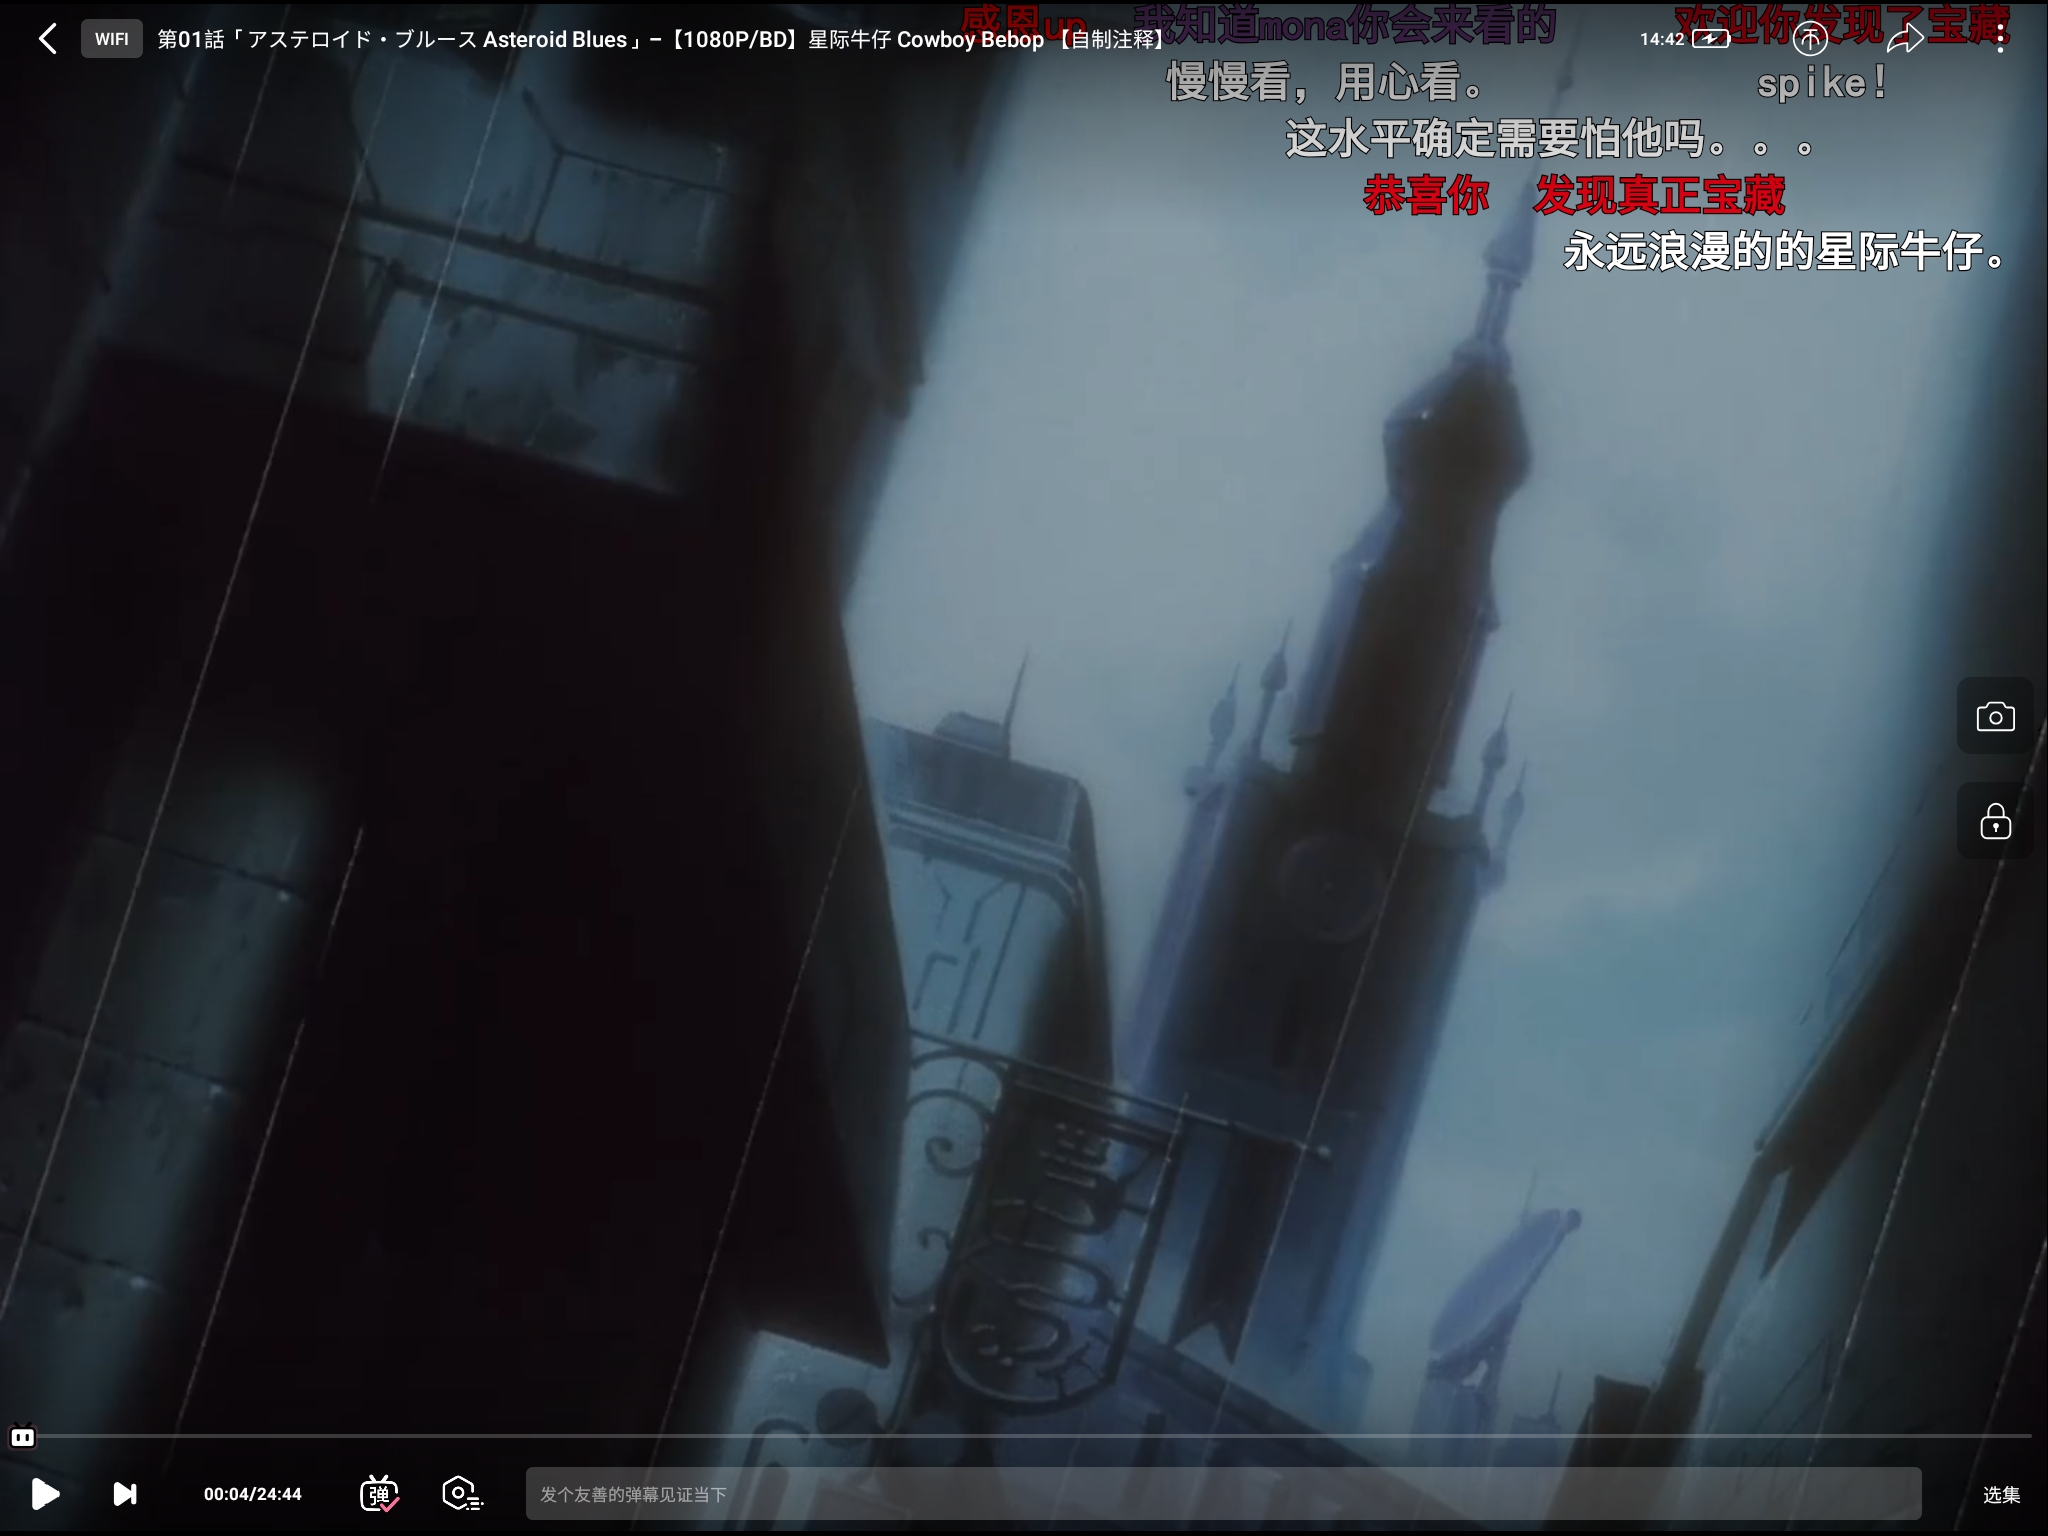 感恩up
我知道mona你会来看的
欢迎你发现了宝藏
WIFI
第01話「アステロイド・ブルース Asteroid Blues」-【1080P/BD】星际牛仔 Cowboy Bebop 【自制注释】
14:42
慢慢看，用心看。
spike!
这水平确定需要怕他吗。。。
恭喜你 发现真正宝藏
永远浪漫的的星际牛仔。
00:04/24:44
弹
发个友善的弹幕见证当下
选集